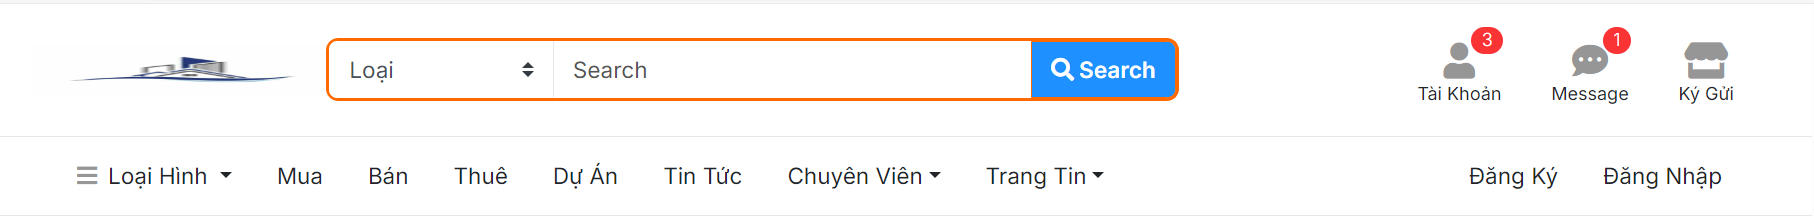 Loại Search Search 3 1
Tài Khoản Message Ký Gửi
Loại Hình Mua Bán Thuê Dự Án Tin Tức Chuyên Viên Trang Tin Đăng Ký Đăng Nhập